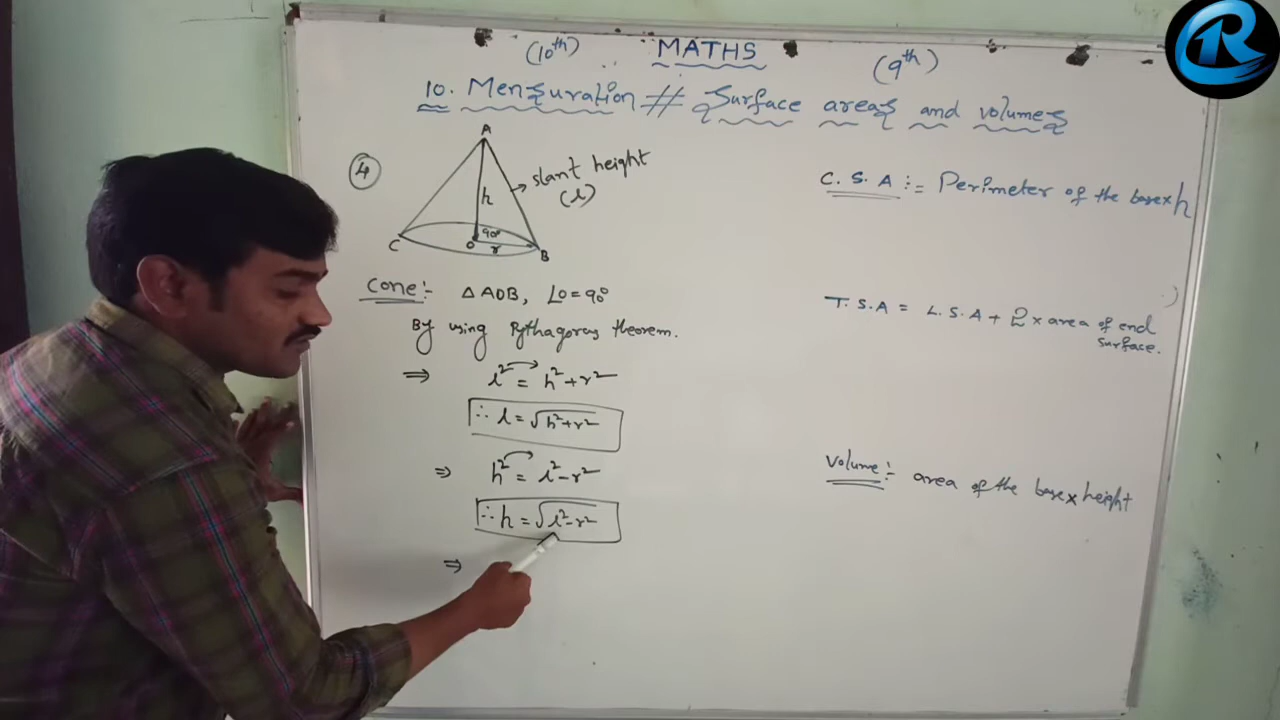 (10th) MATHS (9th)
10. Mensuration # Surface areas and volumes
4
A
slant height
(l)
h
90°
C O r B
Cone:- △AOB, ∠O=90°
By using Pythagoras theorem.
⇒ l² = h²+r²
∴ l = √h²+r²
⇒ h² = l²-r²
∴ h = √l²-r²
⇒
C.S.A := Perimeter of the base×h
T.S.A = L.S.A + 2 × area of end
surface.
Volume:- area of the base×height
R